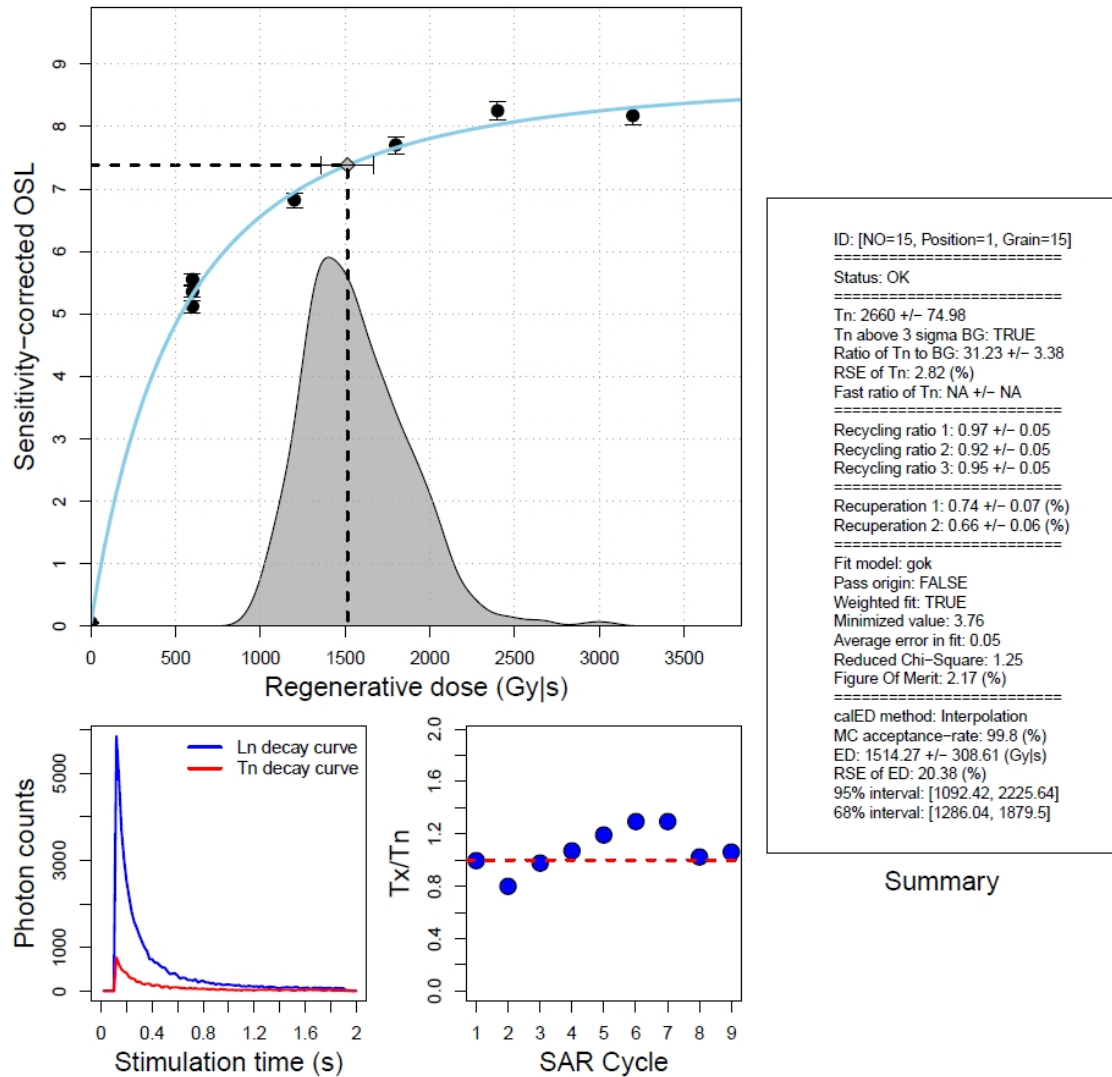 Sensitivity−corrected OSL
9
8
7
6
5
4
3
2
1
0
0 500 1000 1500 2000 2500 3000 3500
Regenerative dose (Gy|s)
ID: [NO=15, Position=1, Grain=15]
==========================
Status: OK
==========================
Tn: 2660 +/− 74.98
Tn above 3 sigma BG: TRUE
Ratio of Tn to BG: 31.23 +/− 3.38
RSE of Tn: 2.82 (%)
Fast ratio of Tn: NA +/− NA
==========================
Recycling ratio 1: 0.97 +/− 0.05
Recycling ratio 2: 0.92 +/− 0.05
Recycling ratio 3: 0.95 +/− 0.05
==========================
Recuperation 1: 0.74 +/− 0.07 (%)
Recuperation 2: 0.66 +/− 0.06 (%)
==========================
Fit model: gok
Pass origin: FALSE
Weighted fit: TRUE
Minimized value: 3.76
Average error in fit: 0.05
Reduced Chi−Square: 1.25
Figure Of Merit: 2.17 (%)
==========================
calED method: Interpolation
MC acceptance−rate: 99.8 (%)
ED: 1514.27 +/− 308.61 (Gy|s)
RSE of ED: 20.38 (%)
95% interval: [1092.42, 2225.64]
68% interval: [1286.04, 1879.5]
Summary
Photon counts
5000
3000
1000
0
Ln decay curve
Tn decay curve
0 0.4 0.8 1.2 1.6 2
Stimulation time (s)
Tx/Tn
2.0
1.6
1.2
0.8
0.4
0.0
1 2 3 4 5 6 7 8 9
SAR Cycle